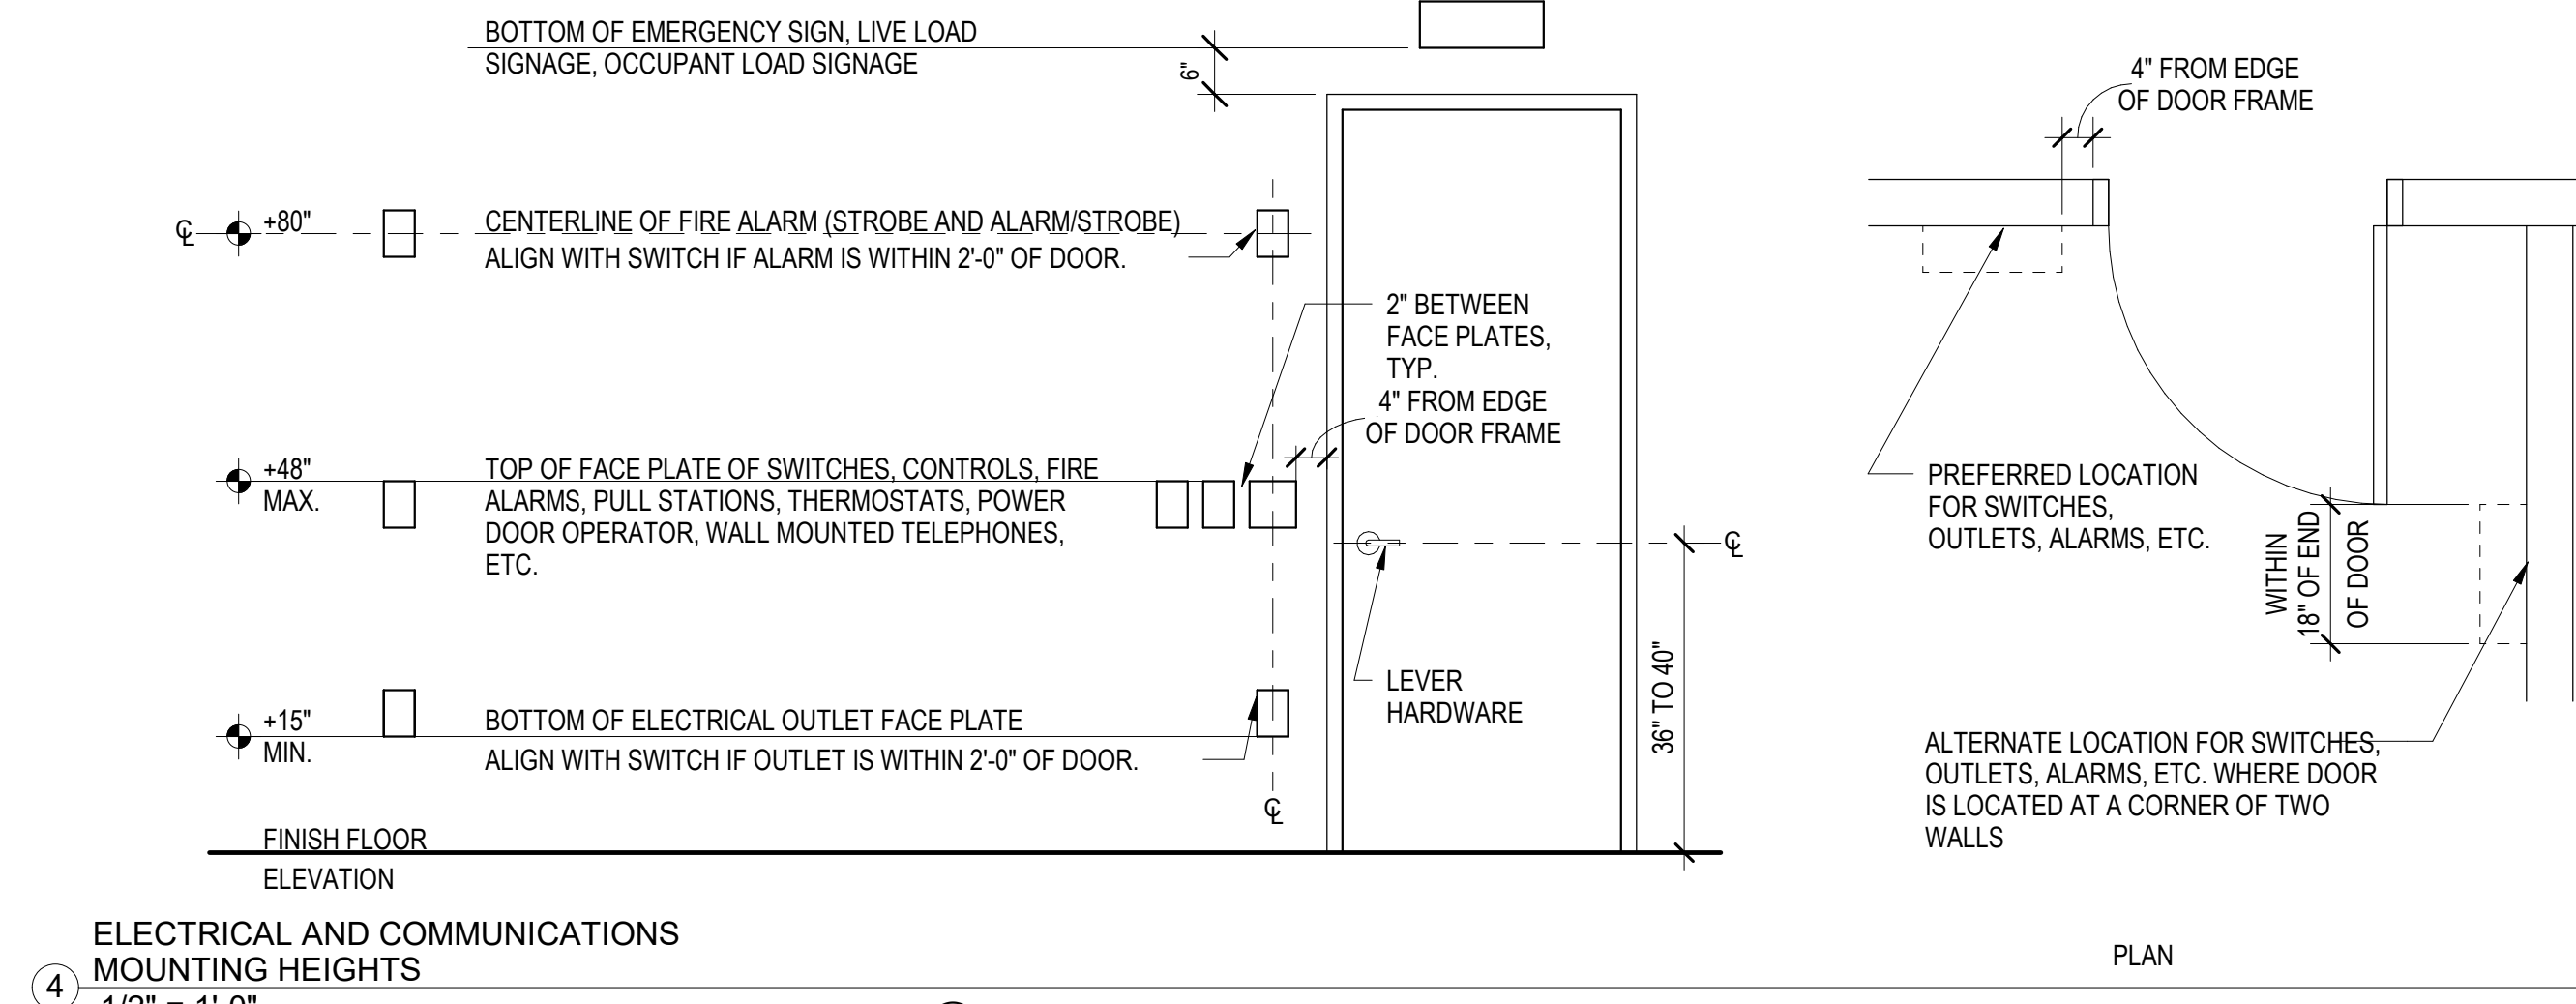 BOTTOM OF EMERGENCY SIGN, LIVE LOAD
SIGNAGE, OCCUPANT LOAD SIGNAGE
6"
℄
+80"
CENTERLINE OF FIRE ALARM (STROBE AND ALARM/STROBE)
ALIGN WITH SWITCH IF ALARM IS WITHIN 2'-0" OF DOOR.
2" BETWEEN
FACE PLATES,
TYP.
4" FROM EDGE
OF DOOR FRAME
+48"
MAX.
TOP OF FACE PLATE OF SWITCHES, CONTROLS, FIRE
ALARMS, PULL STATIONS, THERMOSTATS, POWER
DOOR OPERATOR, WALL MOUNTED TELEPHONES,
ETC.
℄
LEVER
HARDWARE
36" TO 40"
+15"
MIN.
BOTTOM OF ELECTRICAL OUTLET FACE PLATE
ALIGN WITH SWITCH IF OUTLET IS WITHIN 2'-0" OF DOOR.
℄
FINISH FLOOR
ELEVATION
4" FROM EDGE
OF DOOR FRAME
PREFERRED LOCATION
FOR SWITCHES,
OUTLETS, ALARMS, ETC.
WITHIN
18" OF END
OF DOOR
ALTERNATE LOCATION FOR SWITCHES,
OUTLETS, ALARMS, ETC. WHERE DOOR
IS LOCATED AT A CORNER OF TWO
WALLS
PLAN
4
ELECTRICAL AND COMMUNICATIONS
MOUNTING HEIGHTS
1/2" = 1'-0"